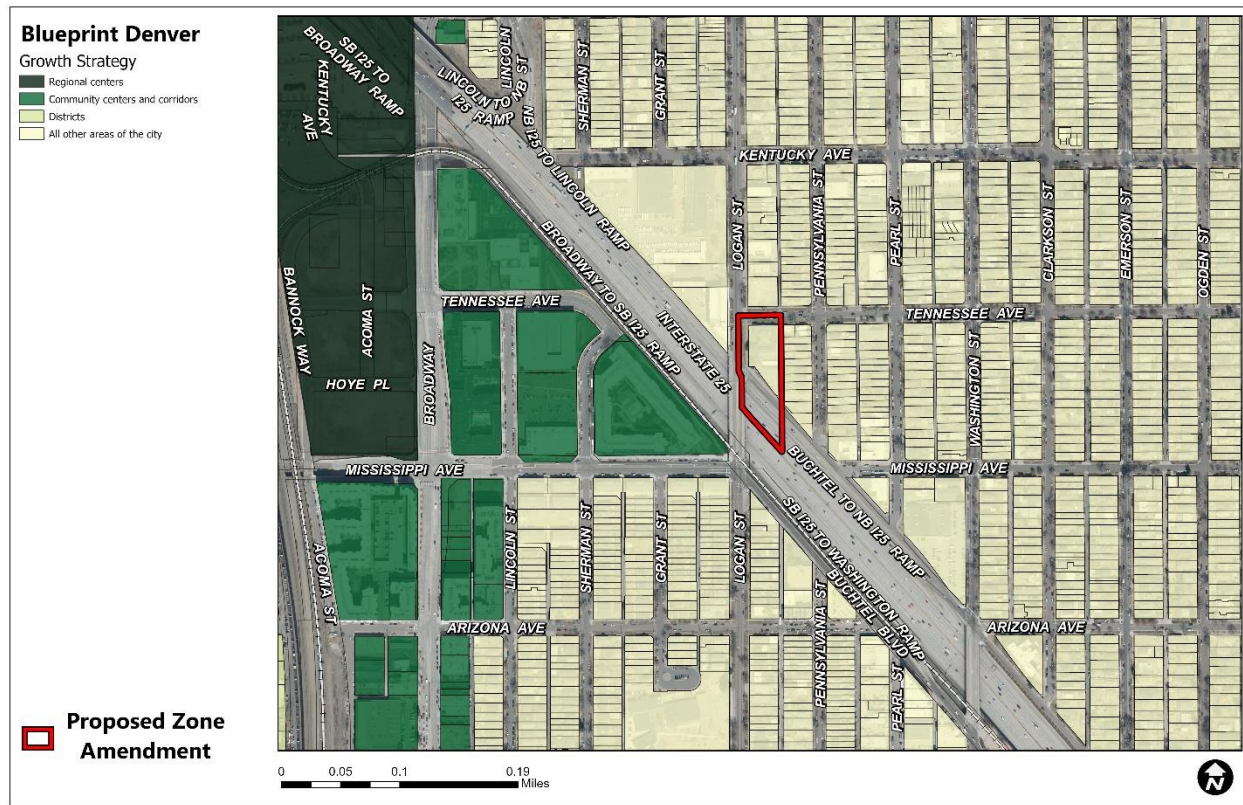 Blueprint Denver
Growth Strategy
Regional centers
Community centers and corridors
Districts
All other areas of the city
SB I25 TO
BROADWAY RAMP
KENTUCKY
AVE
LINCOLN TO
I25 RAMP
LINCOLN
NB ST
NB I25 TO LINCOLN RAMP
SHERMAN ST
GRANT ST
KENTUCKY AVE
LOGAN ST
PENNSYLVANIA ST
PEARL ST
CLARKSON ST
EMERSON ST
OGDEN ST
BROADWAY TO SB I25 RAMP
INTERSTATE 25
BANNOCK WAY
ACOMA ST
TENNESSEE AVE
TENNESSEE AVE
HOYE PL
BROADWAY
WASHINGTON ST
MISSISSIPPI AVE
BUCHTEL TO NB I25 RAMP
MISSISSIPPI AVE
ACOMA ST
LINCOLN ST
SHERMAN ST
GRANT ST
LOGAN ST
SB I25 TO WASHINGTON RAMP
BUCHTEL BLVD
PENNSYLVANIA ST
PEARL ST
ARIZONA AVE
ARIZONA AVE
Proposed Zone
Amendment
0 0.05 0.1 0.19
Miles
N